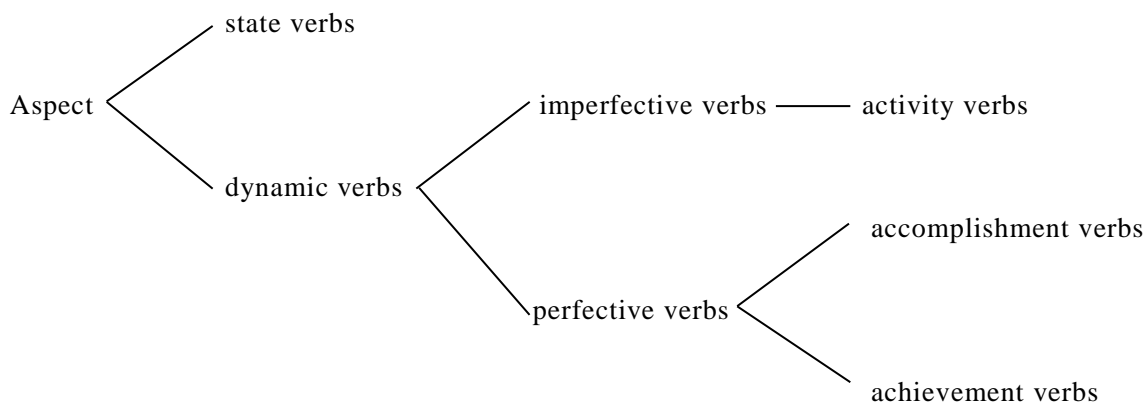 state verbs
Aspect
imperfective verbs
activity verbs
dynamic verbs
accomplishment verbs
perfective verbs
achievement verbs